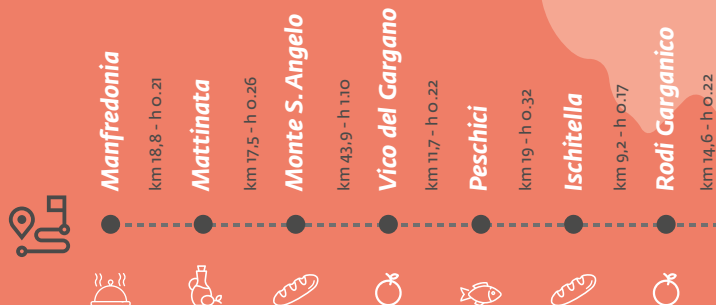 Manfredonia
km 18,8 - h 0.21
Mattinata
km 17,5 - h 0.26
Monte S. Angelo
km 43,9 - h 1.10
Vico del Gargano
km 11,7 - h 0.22
Peschici
km 19 - h 0.32
Ischitella
km 9,2 - h 0.17
Rodi Garganico
km 14,6 - h 0.22